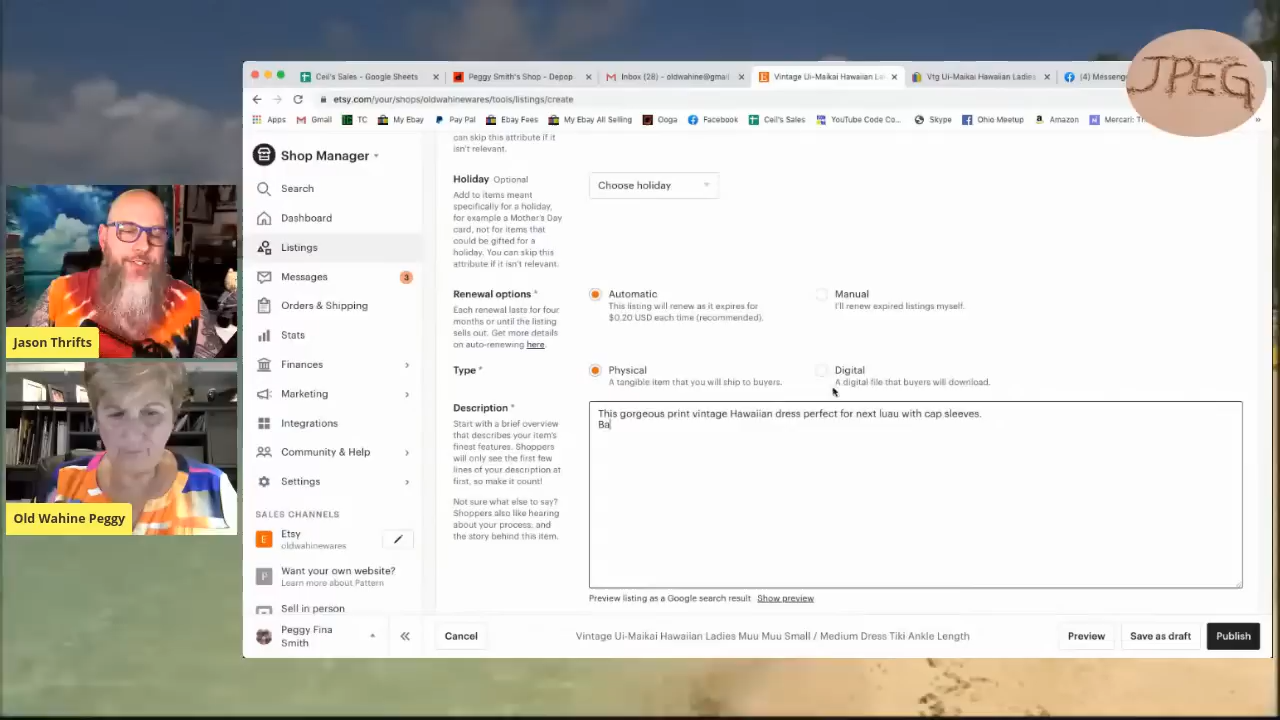 JPEG
Ceil's Sales - Google Sheets
Peggy Smith's Shop - Depop
Inbox (28) - oldwahine@gmai
Vintage Ui-Maikai Hawaiian La
Vtg Ui-Maikai Hawaiian Ladies
(4) Messeng
etsy.com/your/shops/oldwahinewares/tools/listings/create
Apps
Gmail
TC
My Ebay
Pay Pal
Ebay Fees
My Ebay All Selling
Ooga
Facebook
Ceil's Sales
YouTube Code Co...
Skype
Ohio Meetup
Amazon
Mercari: Th
Shop Manager
Search
Dashboard
Listings
Messages
3
Orders & Shipping
Stats
Finances
Marketing
Integrations
Community & Help
Settings
SALES CHANNELS
Etsy
oldwahinewares
Want your own website?
Learn more about Pattern
Sell in person
Peggy Fina
Smith
can skip this attribute if it
isn't relevant.
Holiday Optional
Add to items meant
specifically for a holiday,
for example a Mother's Day
card, not for items that
could be gifted for a
holiday. You can skip this
attribute if it isn't relevant.
Choose holiday
Renewal options *
Each renewal lasts for four
months or until the listing
sells out. Get more details
on auto-renewing here.
Automatic
This listing will renew as it expires for
$0.20 USD each time (recommended).
Manual
I'll renew expired listings myself.
Type *
Physical
A tangible item that you will ship to buyers.
Digital
A digital file that buyers will download.
Description *
Start with a brief overview
that describes your item's
finest features. Shoppers
will only see the first few
lines of your description at
first, so make it count!
Not sure what else to say?
Shoppers also like hearing
about your process, and
the story behind this item.
This gorgeous print vintage Hawaiian dress perfect for next luau with cap sleeves.
Ba
Preview listing as a Google search result Show preview
Cancel
Vintage Ui-Maikai Hawaiian Ladies Muu Muu Small / Medium Dress Tiki Ankle Length
Preview
Save as draft
Publish
Jason Thrifts
Old Wahine Peggy